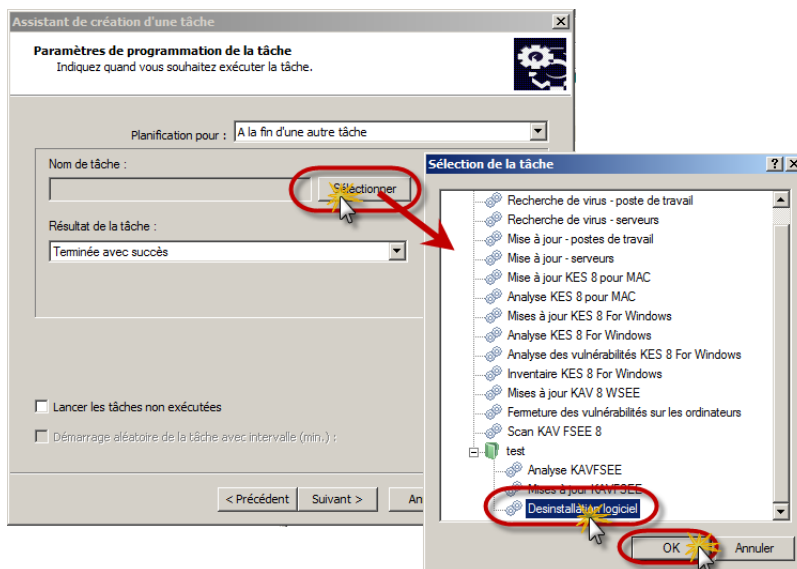 Assistant de création d'une tâche
Paramètres de programmation de la tâche
Indiquez quand vous souhaitez exécuter la tâche.
Planification pour :
A la fin d'une autre tâche
Nom de tâche :
Sélectionner
Résultat de la tâche :
Terminée avec succès
Lancer les tâches non exécutées
Démarrage aléatoire de la tâche avec intervalle (min.) :
< Précédent
Suivant >
An
Sélection de la tâche
Recherche de virus - poste de travail
Recherche de virus - serveurs
Mise à jour - postes de travail
Mise à jour - serveurs
Mise à jour KES 8 pour MAC
Analyse KES 8 pour MAC
Mises à jour KES 8 For Windows
Analyse KES 8 For Windows
Analyse des vulnérabilités KES 8 For Windows
Inventaire KES 8 For Windows
Mises à jour KAV 8 WSEE
Fermeture des vulnérabilités sur les ordinateurs
Scan KAV FSEE 8
test
Analyse KAVFSEE
Mises à jour KAVFSEE
Desinstallation logiciel
OK
Annuler